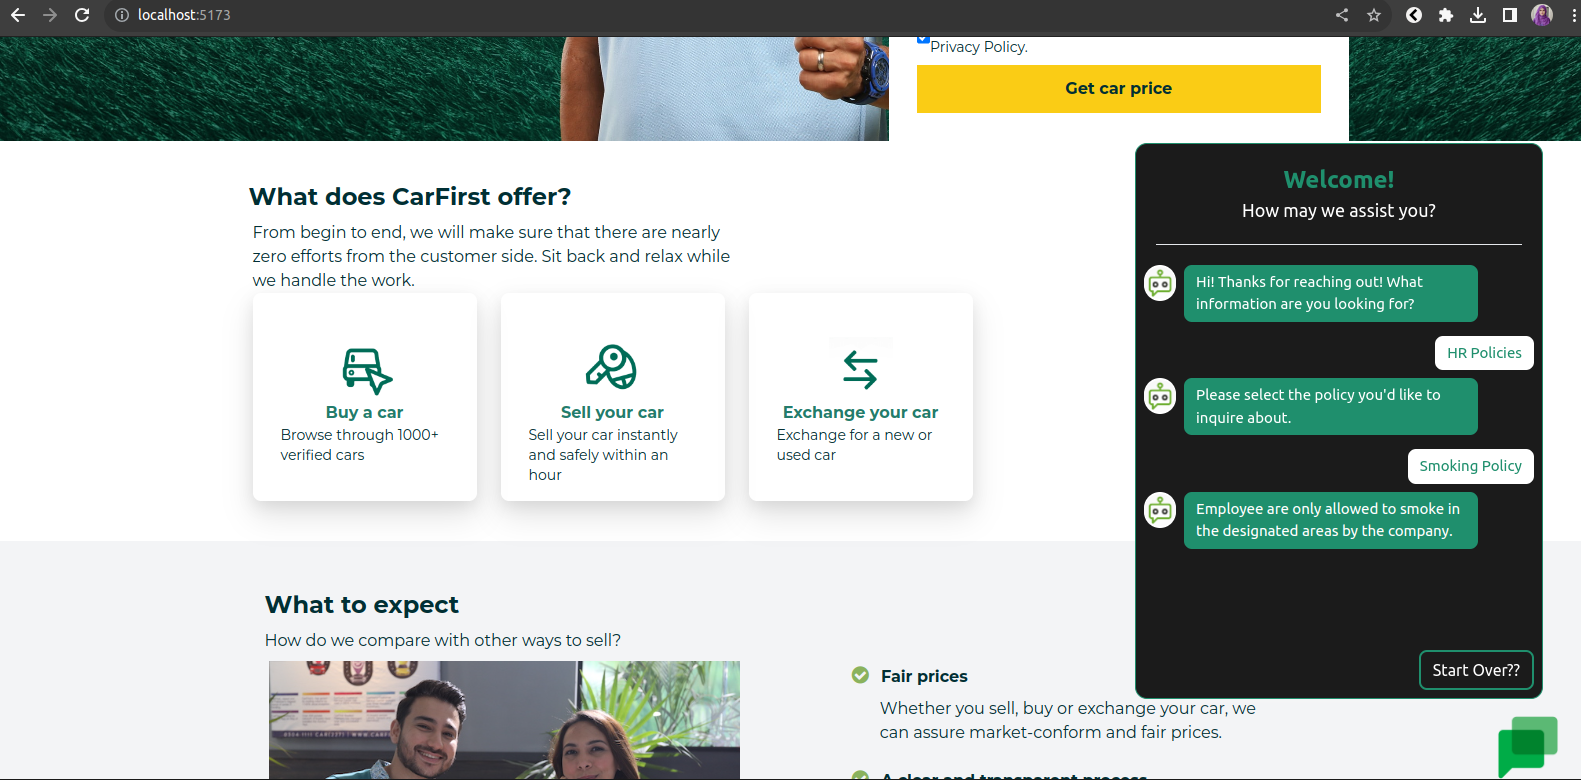 localhost:5173
Privacy Policy.
Get car price
What does CarFirst offer?
From begin to end, we will make sure that there are nearly
zero efforts from the customer side. Sit back and relax while
we handle the work.
Buy a car
Browse through 1000+
verified cars
Sell your car
Sell your car instantly
and safely within an
hour
Exchange your car
Exchange for a new or
used car
What to expect
How do we compare with other ways to sell?
Fair prices
Whether you sell, buy or exchange your car, we
can assure market-conform and fair prices.
A clear and transparent process
Welcome!
How may we assist you?
Hi! Thanks for reaching out! What
information are you looking for?
HR Policies
Please select the policy you'd like to
inquire about.
Smoking Policy
Employee are only allowed to smoke in
the designated areas by the company.
Start Over??